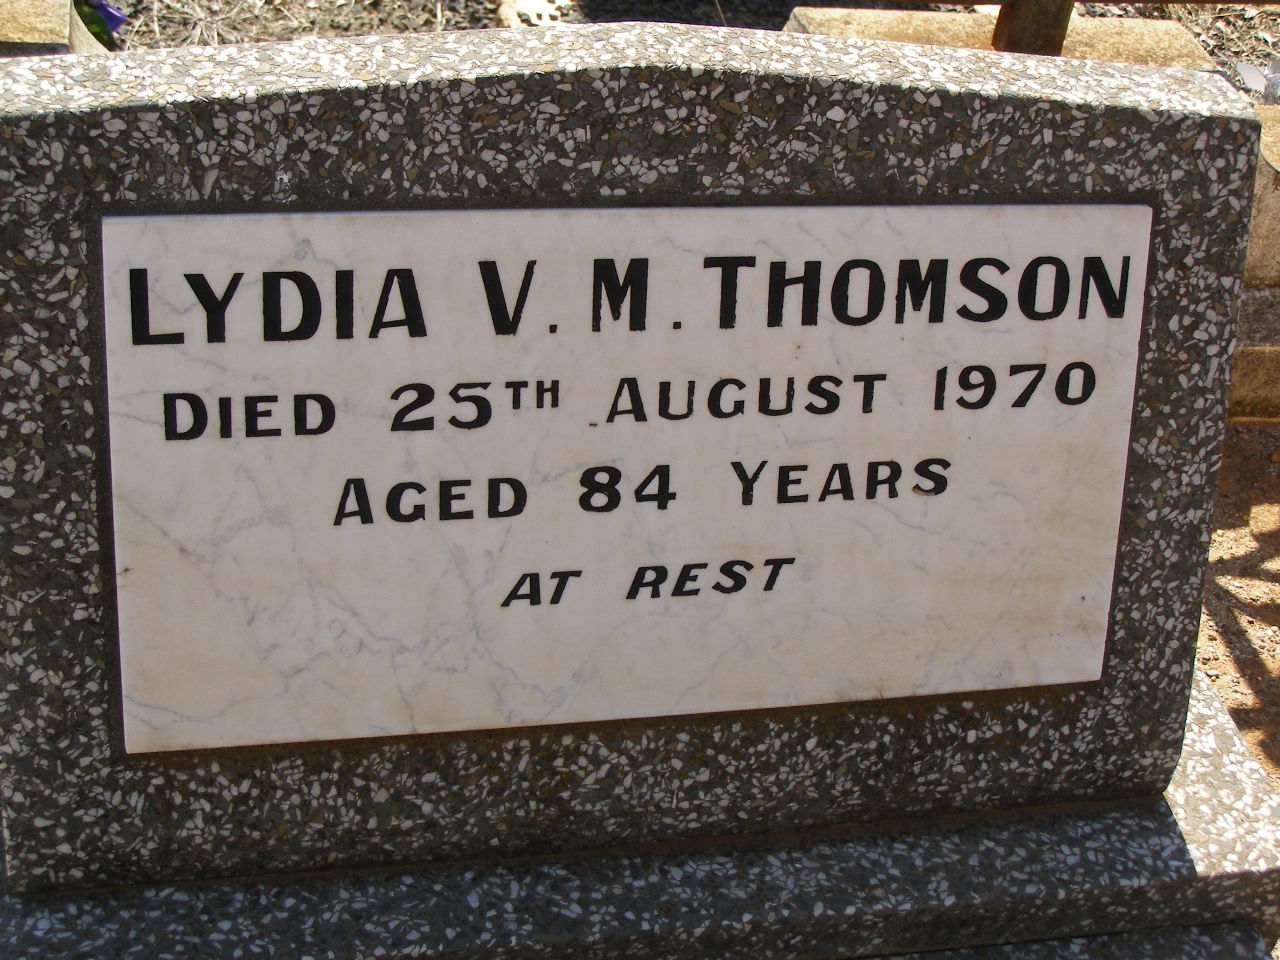 LYDIA V. M. THOMSON
DIED 25TH AUGUST 1970
AGED 84 YEARS
AT REST